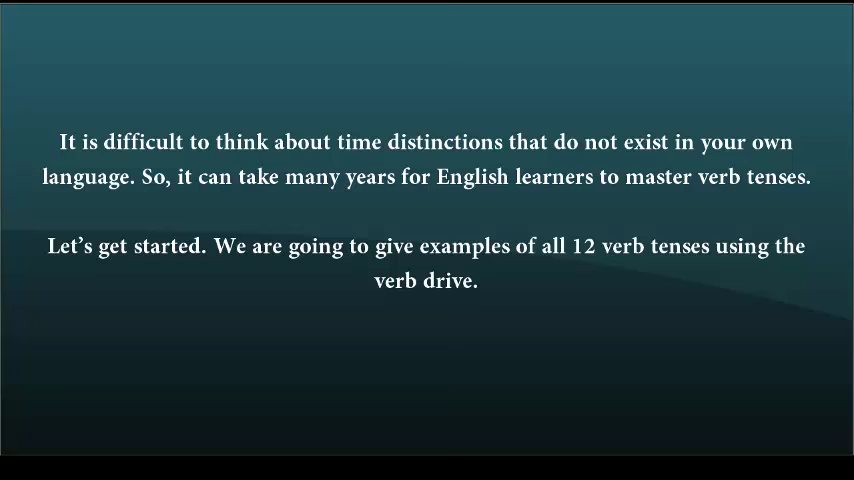 It is difficult to think about time distinctions that do not exist in your own
language. So, it can take many years for English learners to master verb tenses.
Let’s get started. We are going to give examples of all 12 verb tenses using the
verb drive.